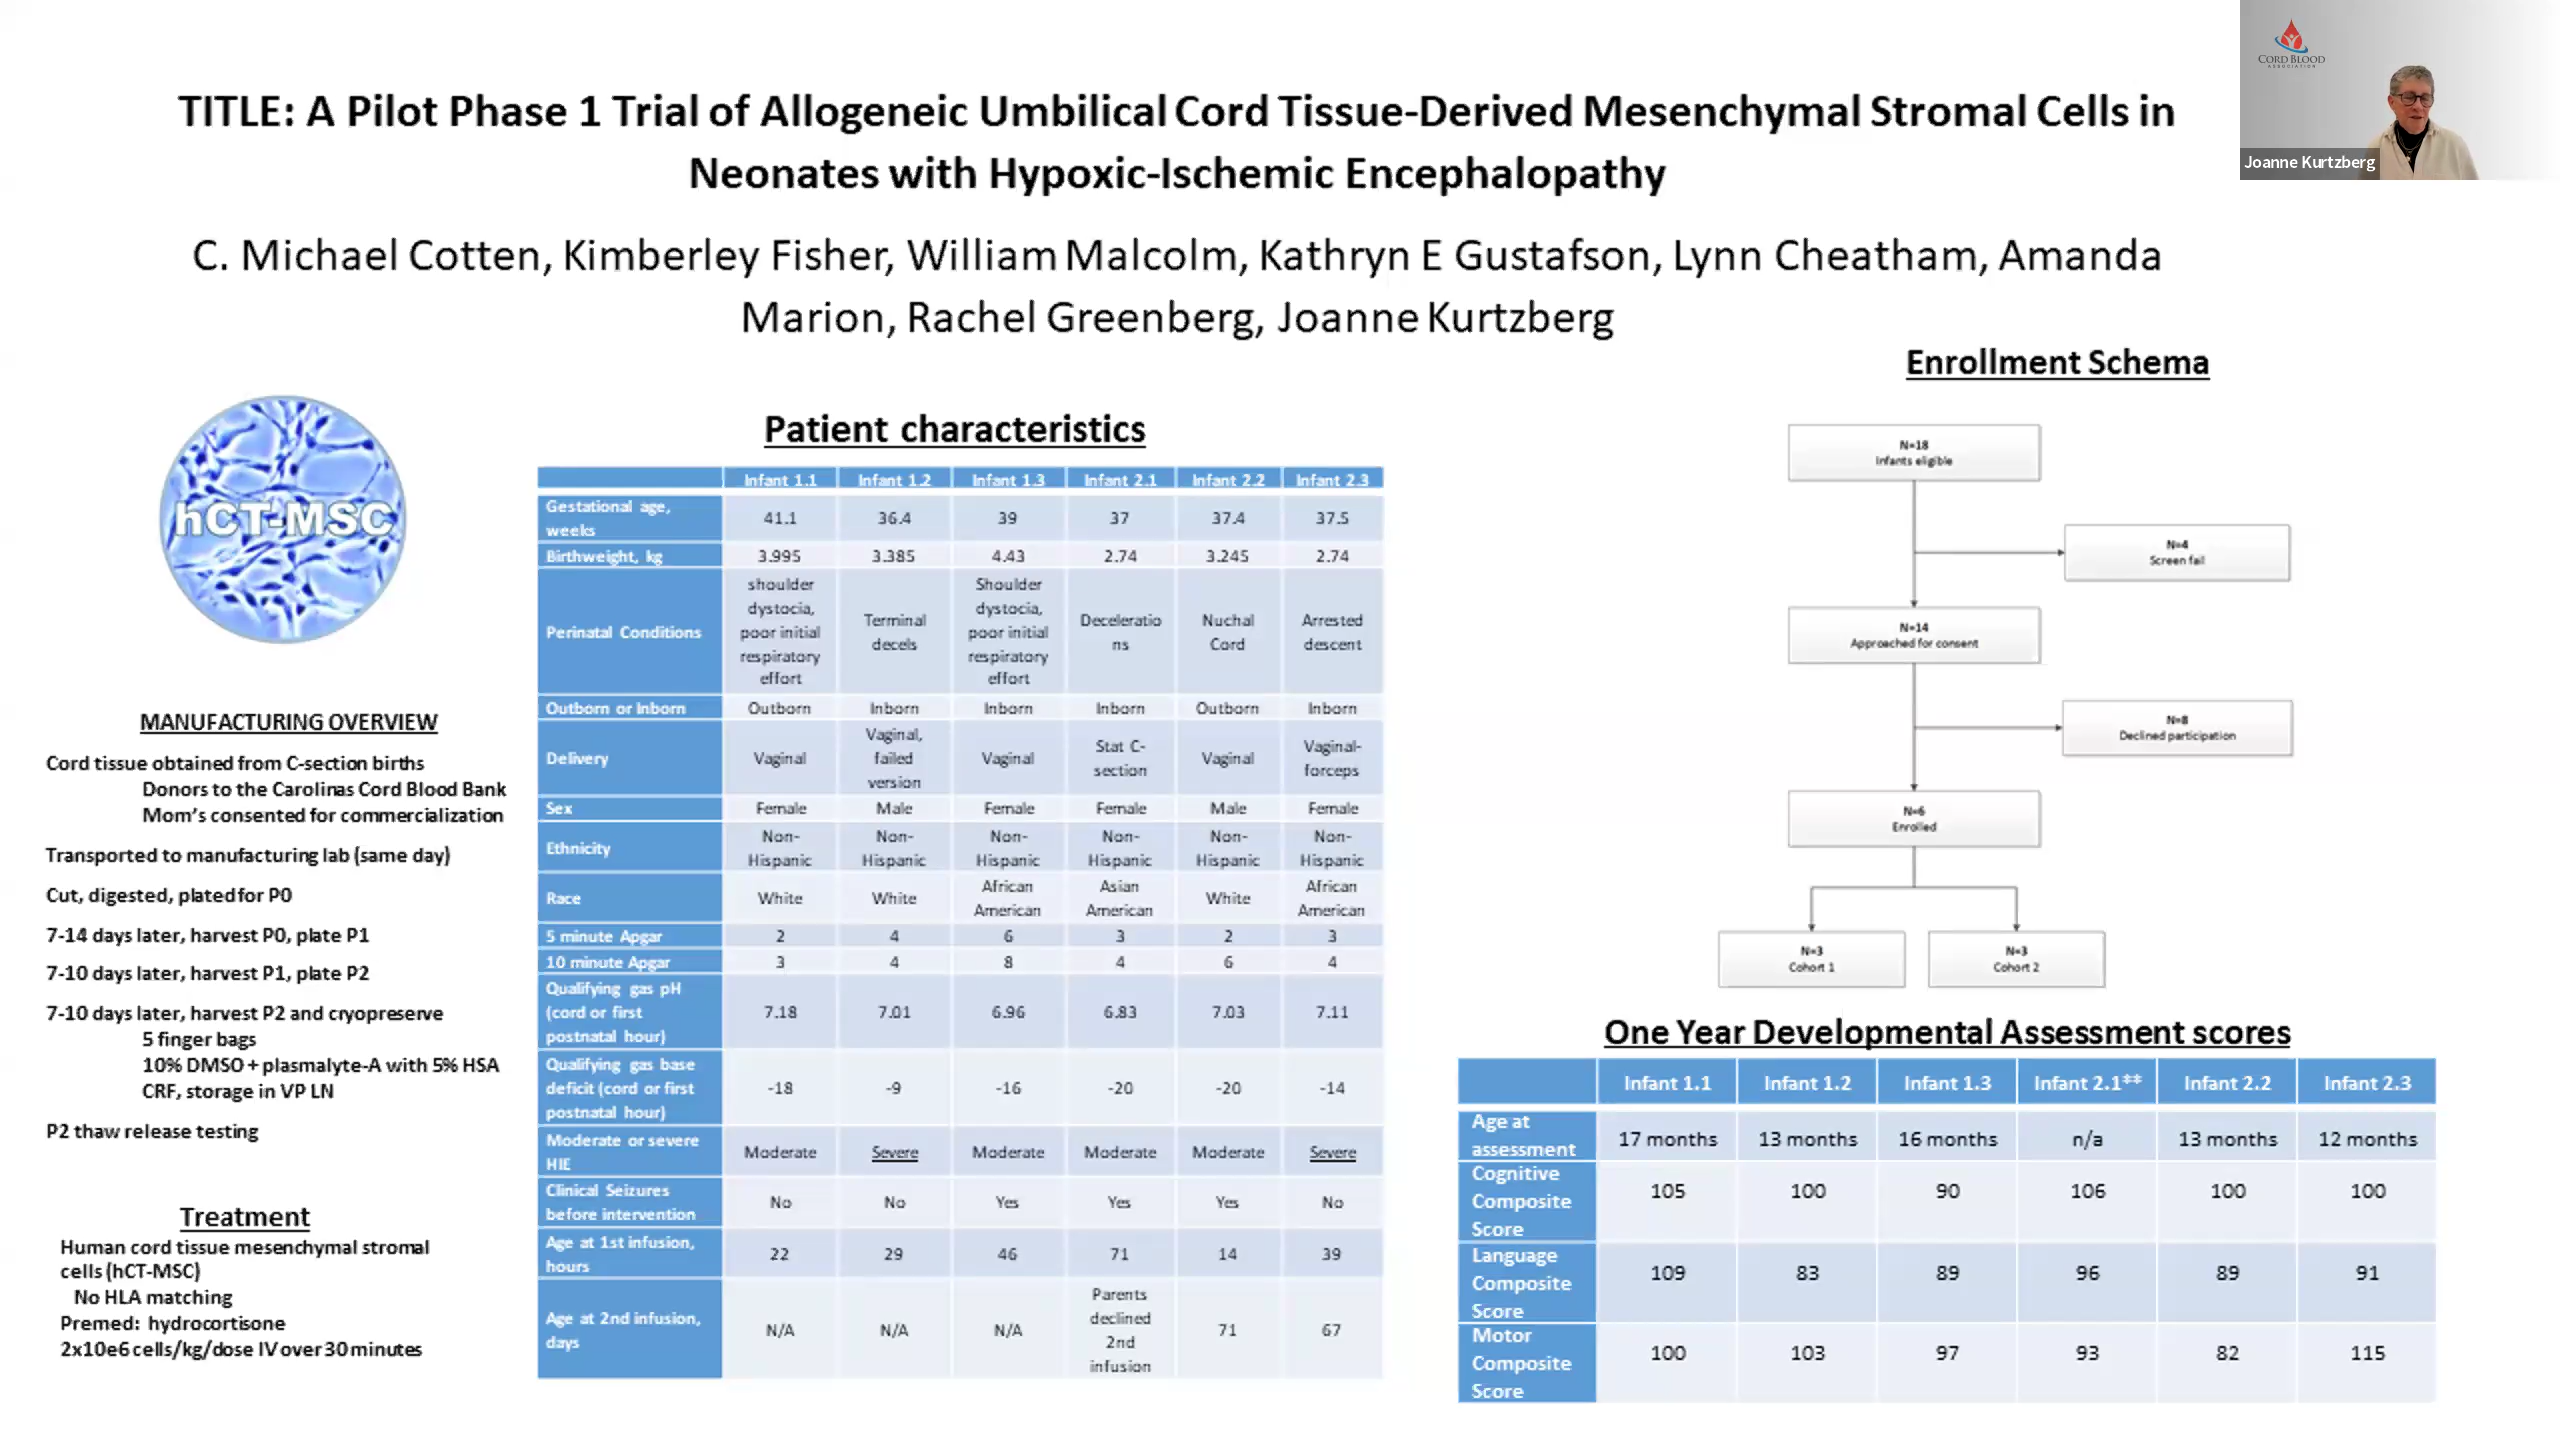 CORD BLOOD
ASSOCIATION
Joanne Kurtzberg
TITLE: A Pilot Phase 1 Trial of Allogeneic Umbilical Cord Tissue-Derived Mesenchymal Stromal Cells in
Neonates with Hypoxic-Ischemic Encephalopathy
C. Michael Cotten, Kimberley Fisher, William Malcolm, Kathryn E Gustafson, Lynn Cheatham, Amanda
Marion, Rachel Greenberg, Joanne Kurtzberg
hCT-MSC
MANUFACTURING OVERVIEW
Cord tissue obtained from C-section births
Donors to the Carolinas Cord Blood Bank
Mom's consented for commercialization
Transported to manufacturing lab (same day)
Cut, digested, plated for P0
7-14 days later, harvest P0, plate P1
7-10 days later, harvest P1, plate P2
7-10 days later, harvest P2 and cryopreserve
5 finger bags
10% DMSO + plasmalyte-A with 5% HSA
CRF, storage in VP LN
P2 thaw release testing
Treatment
Human cord tissue mesenchymal stromal
cells (hCT-MSC)
No HLA matching
Premed: hydrocortisone
2x10e6 cells/kg/dose IV over 30 minutes
Patient characteristics
Infant 1.1 Infant 1.2 Infant 1.3 Infant 2.1 Infant 2.2 Infant 2.3
Gestational age,
weeks
41.1 36.4 39 37 37.4 37.5
Birthweight, kg 3.995 3.385 4.43 2.74 3.245 2.74
Perinatal Conditions
shoulder
dystocia,
poor initial
respiratory
effort
Terminal
decels
Shoulder
dystocia,
poor initial
respiratory
effort
Deceleratio
ns
Nuchal
Cord
Arrested
descent
Outborn or Inborn Outborn Inborn Inborn Inborn Outborn Inborn
Delivery
Vaginal
Vaginal,
failed
version
Vaginal
Stat C-
section
Vaginal
Vaginal-
forceps
Sex Female Male Female Female Male Female
Ethnicity
Non-
Hispanic
Non-
Hispanic
Non-
Hispanic
Non-
Hispanic
Non-
Hispanic
Non-
Hispanic
Race
White
White
African
American
Asian
American
White
African
American
5 minute Apgar 2 4 6 3 2 3
10 minute Apgar 3 4 8 4 6 4
Qualifying gas pH
(cord or first
postnatal hour)
7.18 7.01 6.96 6.83 7.03 7.11
Qualifying gas base
deficit (cord or first
postnatal hour)
-18 -9 -16 -20 -20 -14
Moderate or severe
HIE
Moderate Severe Moderate Moderate Moderate Severe
Clinical Seizures
before intervention
No No Yes Yes Yes No
Age at 1st infusion,
hours
22 29 46 71 14 39
Age at 2nd infusion,
days
N/A N/A N/A
Parents
declined
2nd
infusion
71 67
Enrollment Schema
N=18
Infants eligible
N=4
Screen fail
N=14
Approached for consent
N=8
Declined participation
N=6
Enrolled
N=3
Cohort 1
N=3
Cohort 2
One Year Developmental Assessment scores
Infant 1.1 Infant 1.2 Infant 1.3 Infant 2.1** Infant 2.2 Infant 2.3
Age at
assessment
17 months 13 months 16 months n/a 13 months 12 months
Cognitive
Composite
Score
105 100 90 106 100 100
Language
Composite
Score
109 83 89 96 89 91
Motor
Composite
Score
100 103 97 93 82 115